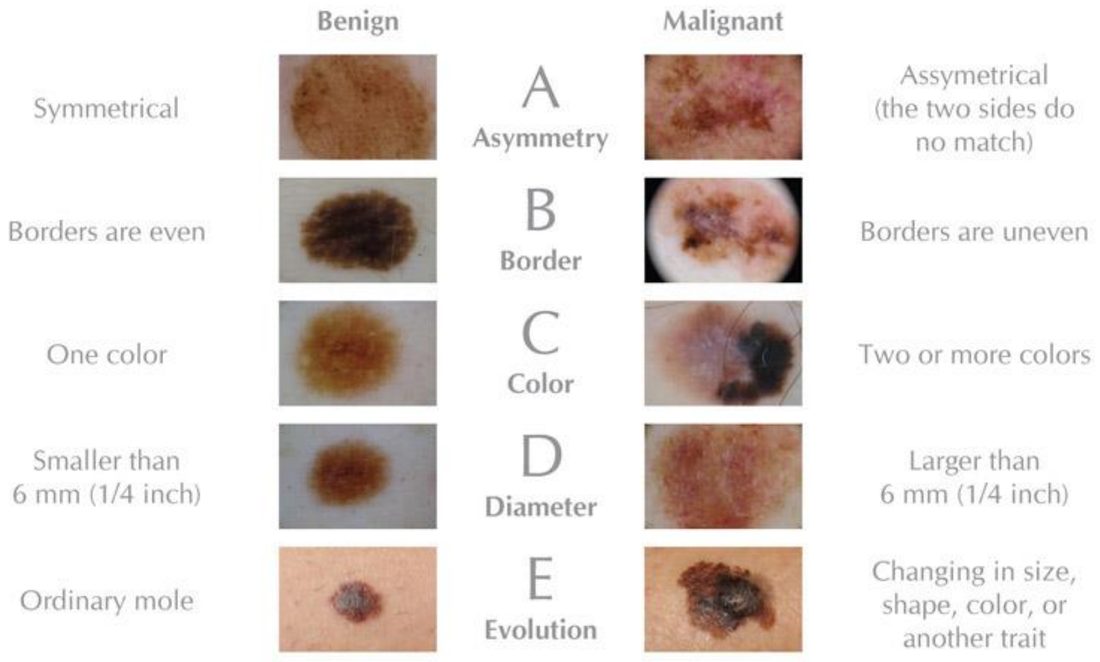 Benign
Malignant
Symmetrical
A
Asymmetry
Assymetrical
(the two sides do
no match)
Borders are even
B
Border
Borders are uneven
One color
C
Color
Two or more colors
Smaller than
6 mm (1/4 inch)
D
Diameter
Larger than
6 mm (1/4 inch)
Ordinary mole
E
Evolution
Changing in size,
shape, color, or
another trait